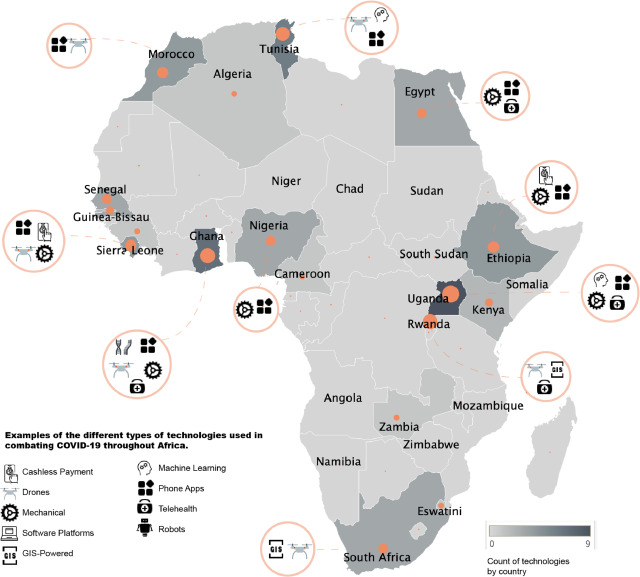 Morocco
Tunisia
Algeria
Egypt
Senegal
Niger
Chad
Sudan
Guinea-Bissau
Sierra Leone
Ghana
Nigeria
Cameroon
South Sudan
Ethiopia
Somalia
Uganda
Kenya
Rwanda
GIS
Angola
Zambia
Mozambique
Zimbabwe
Namibia
Eswatini
South Africa
GIS
Examples of the different types of technologies used in
combating COVID-19 throughout Africa.
Cashless Payment
Drones
Mechanical
Software Platforms
GIS
GIS-Powered
Machine Learning
Phone Apps
Telehealth
Robots
0
9
Count of technologies
by country